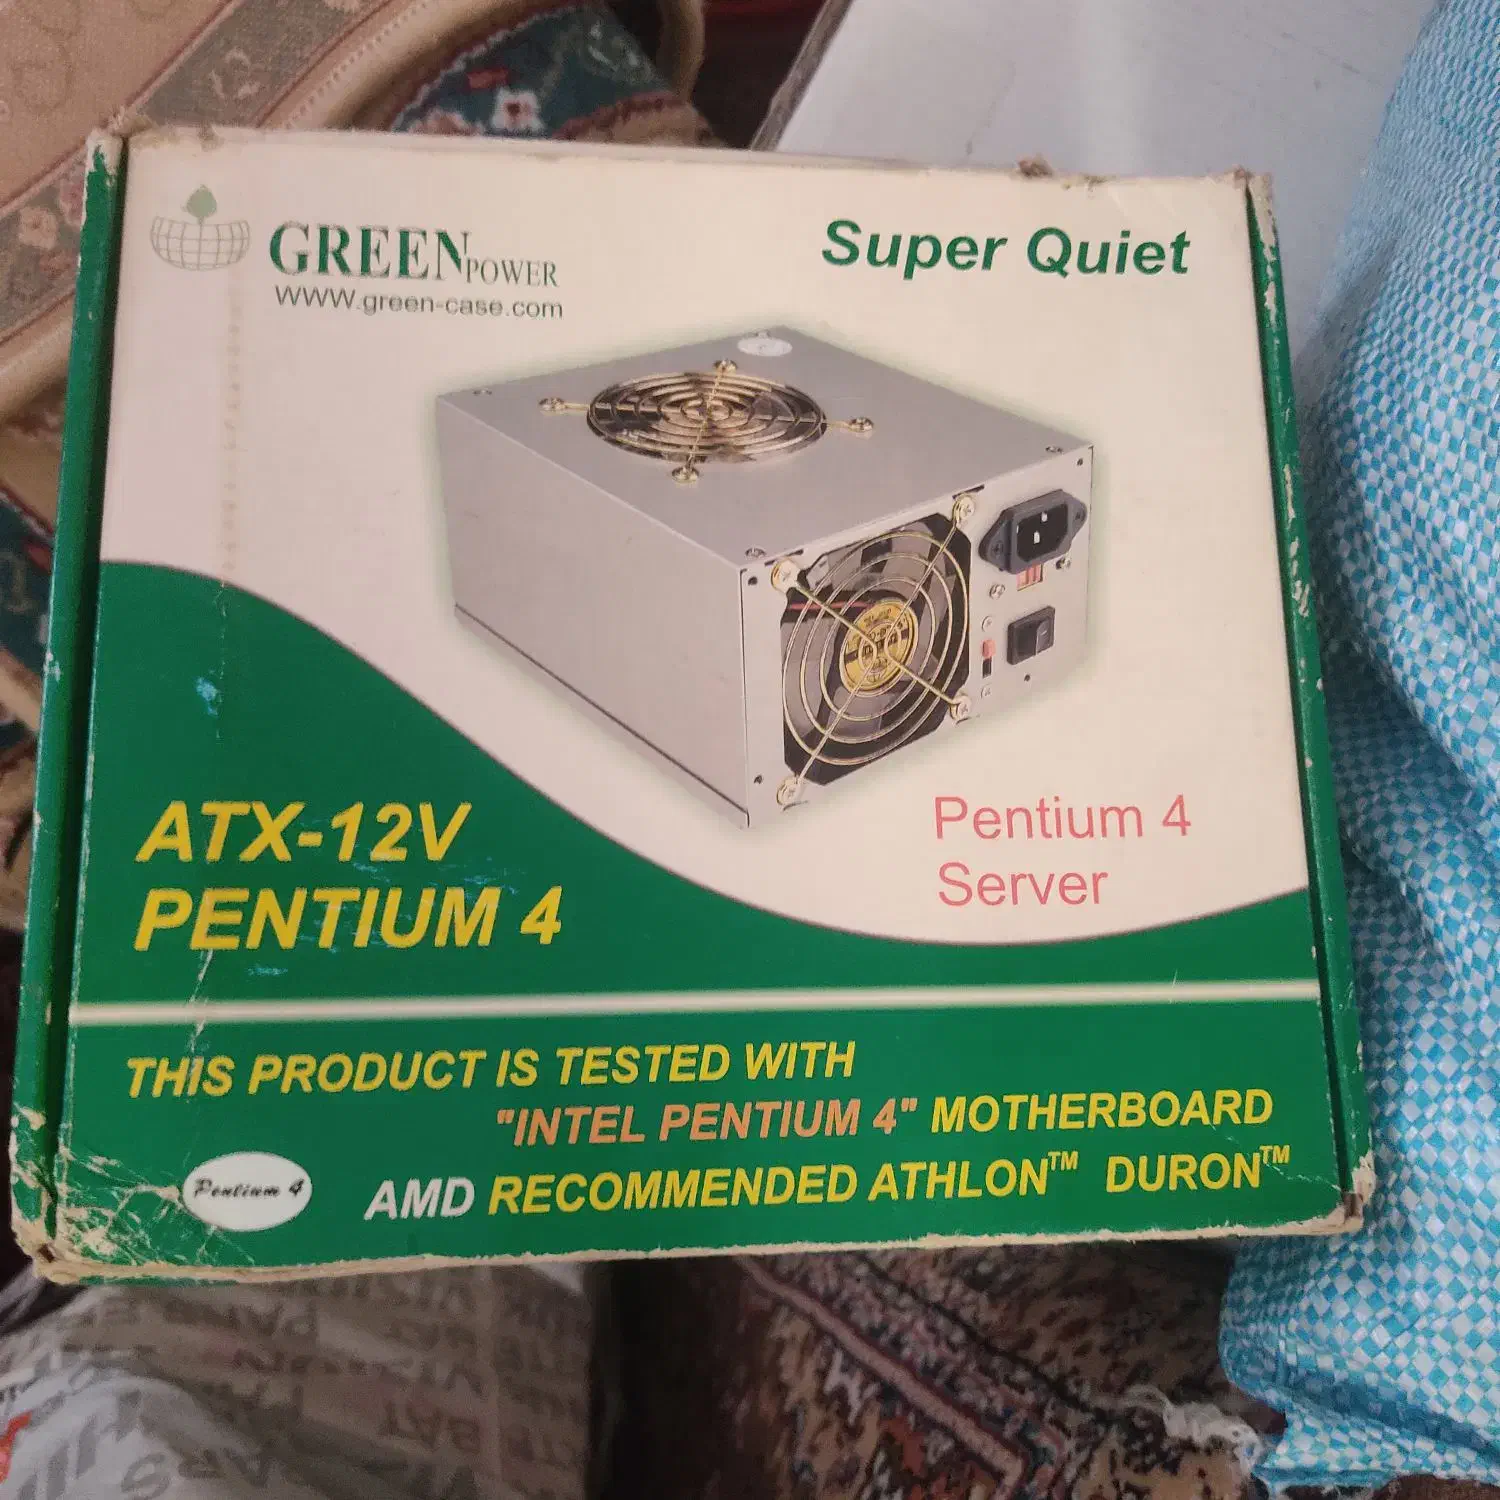 GREEN POWER
WWW.green-case.com
Super Quiet
Pentium 4
Server
ATX-12V
PENTIUM 4
THIS PRODUCT IS TESTED WITH
"INTEL PENTIUM 4" MOTHERBOARD
Pentium 4
AMD RECOMMENDED ATHLON™ DURON™